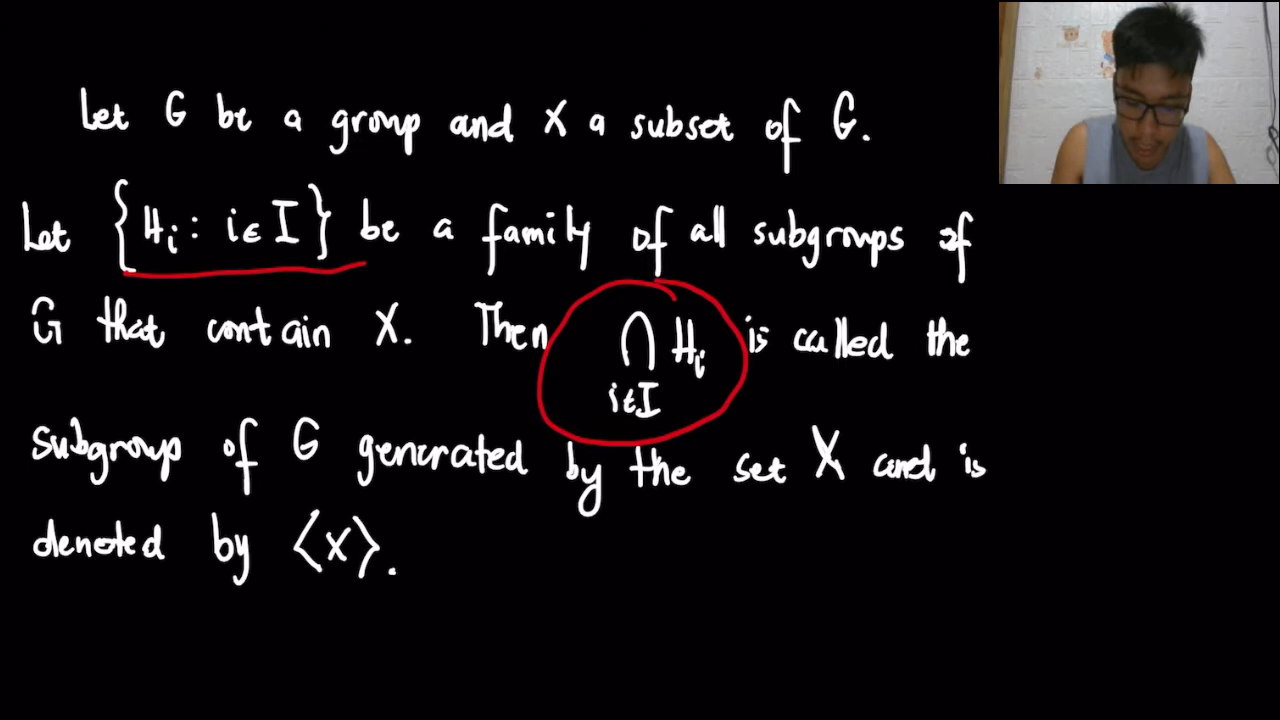 Let G be a group and X a subset of G.
Let {Hᵢ : i ∈ I} be a family of all subgroups of
G that contain X. Then ⋂ Hᵢ is called the
i∈I
subgroup of G generated by the set X and is
denoted by ⟨X⟩.